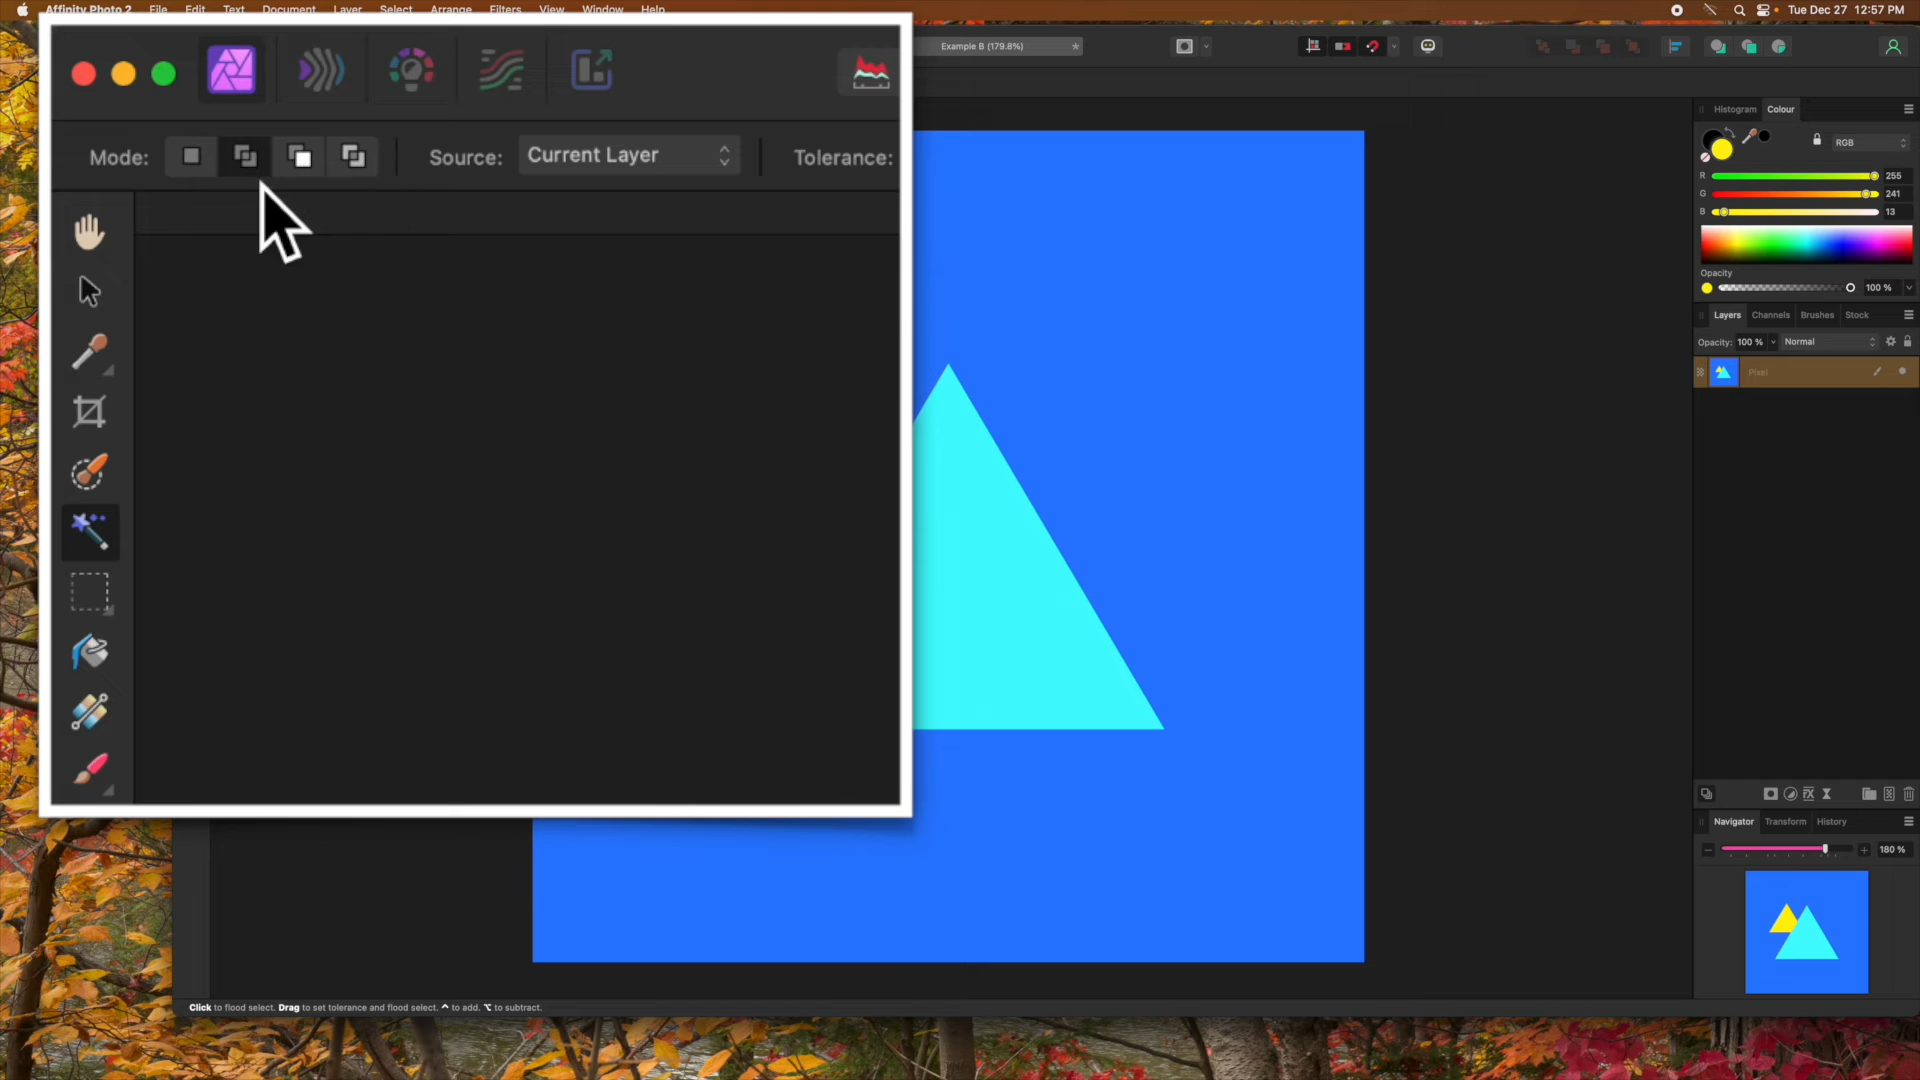 Affinity Photo 2 File Edit Text Document Layer Select Arrange Filters View Window Help
Tue Dec 27 12:57 PM
Example B (179.8%)
Mode:
Source: Current Layer
Tolerance:
Histogram Colour
RGB
R 255
G 241
B 13
Opacity
100 %
Layers Channels Brushes Stock
Opacity: 100 % Normal
Pixel
Navigator Transform History
180 %
Click to flood select. Drag to set tolerance and flood select. ⌃ to add. ⌥ to subtract.